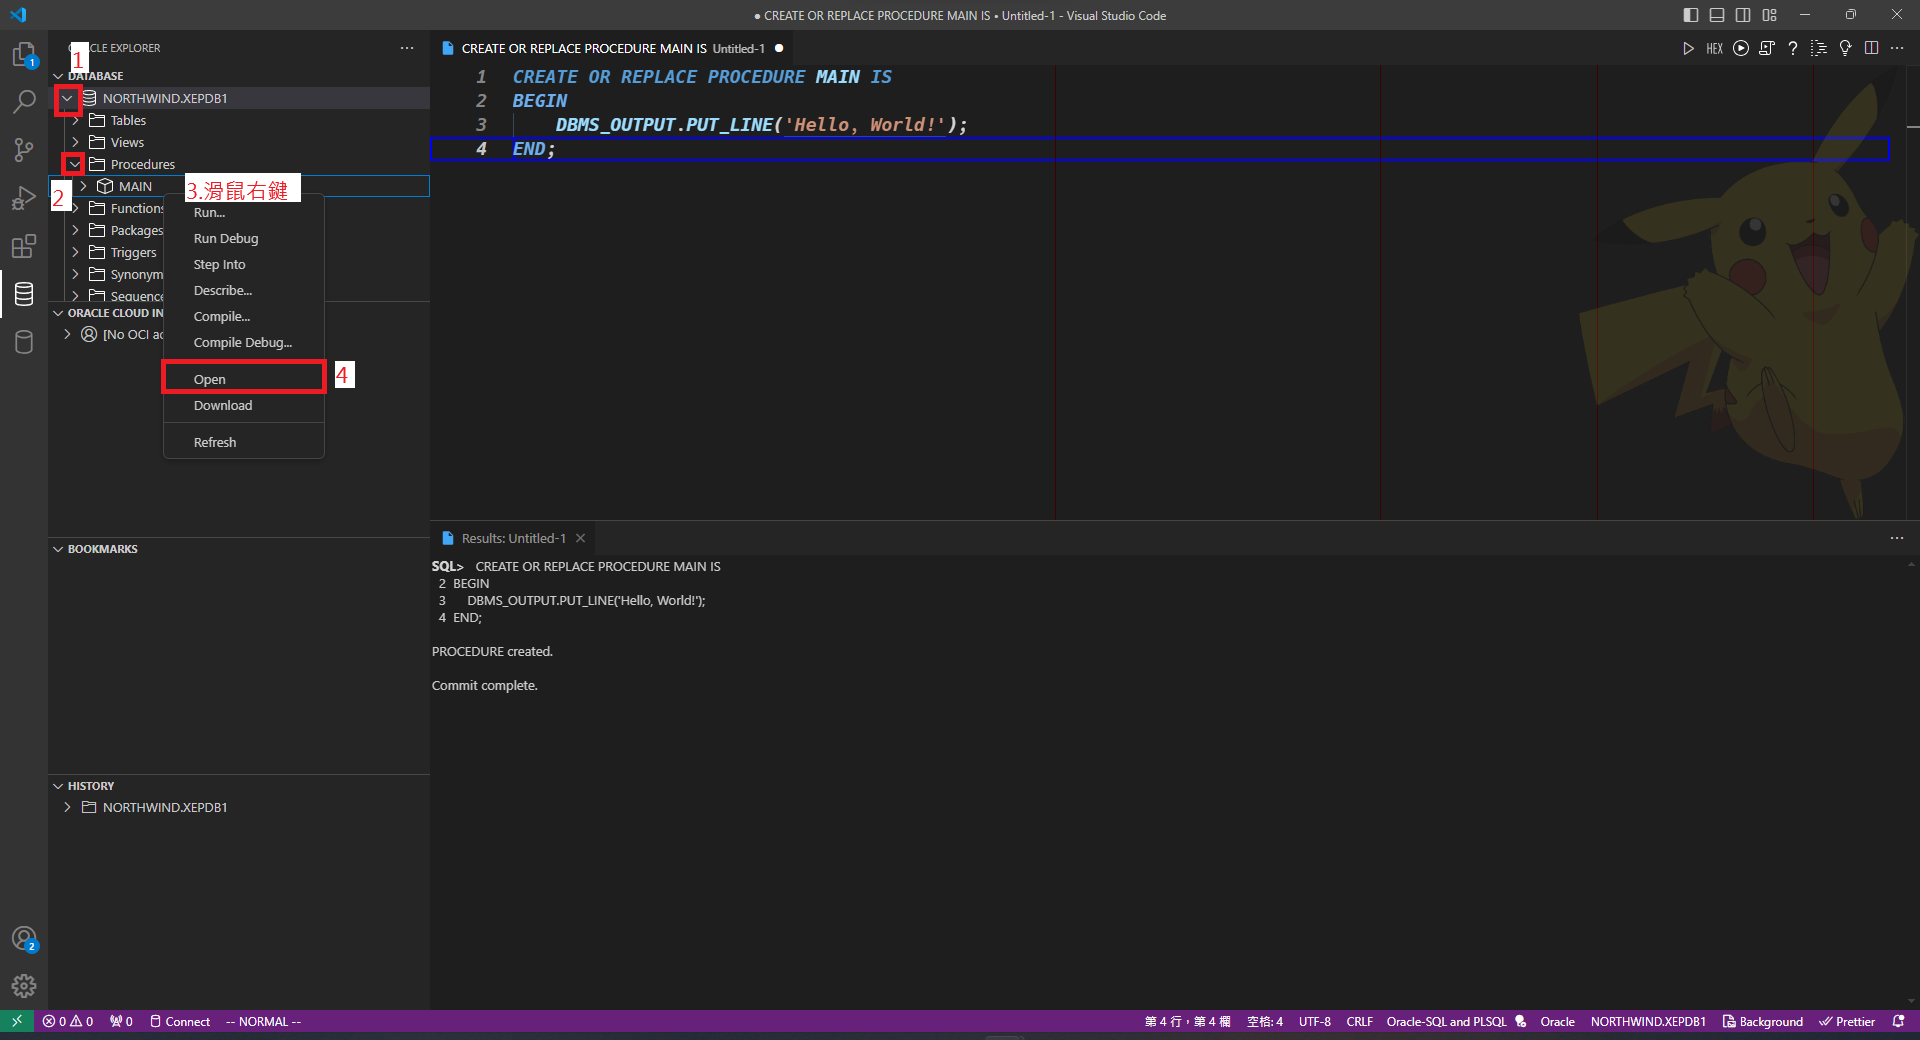 ● CREATE OR REPLACE PROCEDURE MAIN IS • Untitled-1 - Visual Studio Code
1
ACLE EXPLORER
1
DATABASE
NORTHWIND.XEPDB1
Tables
Views
Procedures
2
MAIN
3.滑鼠右鍵
Functions
Packages
Triggers
Synonym
Sequence
Run...
Run Debug
Step Into
Describe...
Compile...
Compile Debug...
Open
4
Download
Refresh
ORACLE CLOUD IN
[No OCI ac
BOOKMARKS
HISTORY
NORTHWIND.XEPDB1
2
CREATE OR REPLACE PROCEDURE MAIN IS Untitled-1 ●
HEX
1 CREATE OR REPLACE PROCEDURE MAIN IS
2 BEGIN
3 DBMS_OUTPUT.PUT_LINE('Hello, World!');
4 END;
Results: Untitled-1
SQL> CREATE OR REPLACE PROCEDURE MAIN IS
2 BEGIN
3 DBMS_OUTPUT.PUT_LINE('Hello, World!');
4 END;
PROCEDURE created.
Commit complete.
0 0 0 Connect -- NORMAL -- 第 4 行，第 4 欄 空格: 4 UTF-8 CRLF Oracle-SQL and PLSQL Oracle NORTHWIND.XEPDB1 Background Prettier